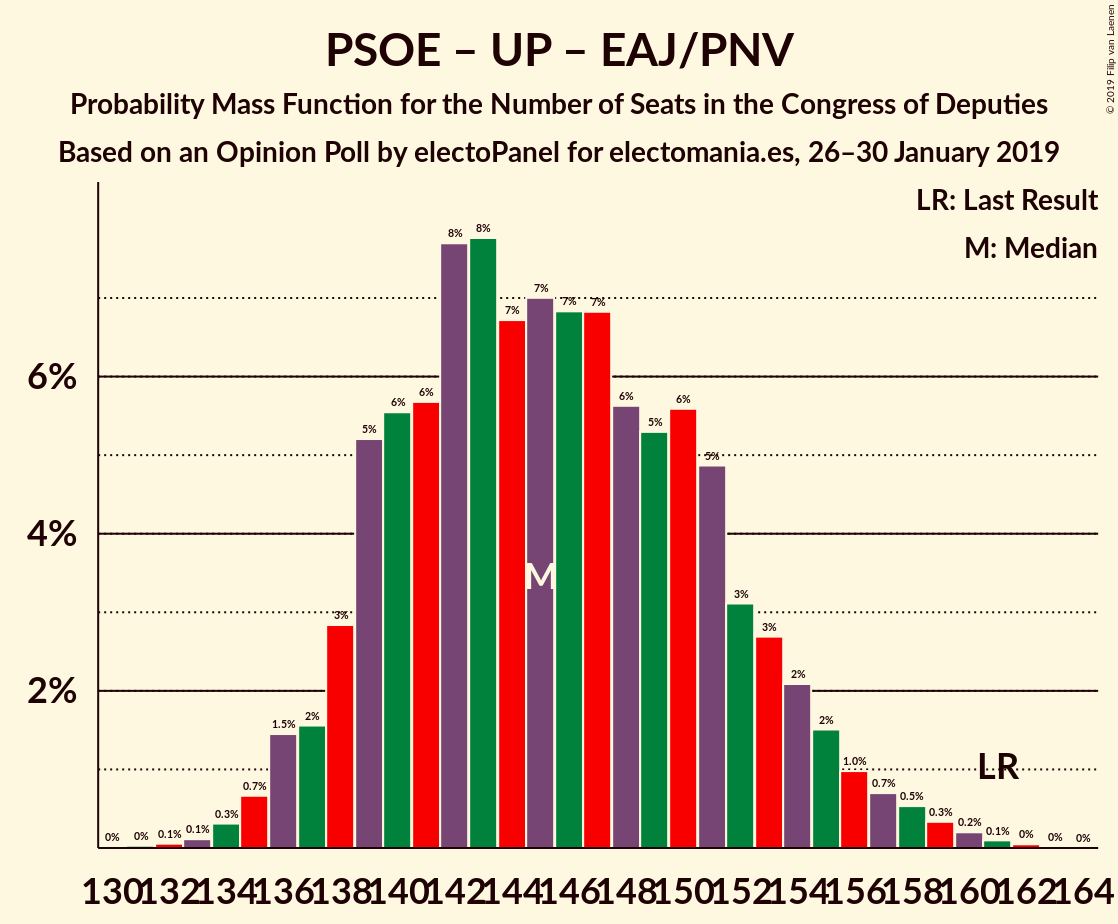 PSOE – UP – EAJ/PNV
Probability Mass Function for the Number of Seats in the Congress of Deputies
Based on an Opinion Poll by electoPanel for electomania.es, 26–30 January 2019
© 2019 Filip van Laenen
LR: Last Result
M: Median
8% 8%
7% 7% 7% 7%
6%
6% 6% 6% 6%
5% 5% 5%
4%
M
3% 3% 3%
2%
2% 2% 2%
1.5%
LR
1.0%
0.7% 0.7%
0.5%
0.3% 0.3%
0% 0% 0.1% 0.1% 0.2% 0.1% 0% 0% 0%
130 132 134 136 138 140 142 144 146 148 150 152 154 156 158 160 162 164